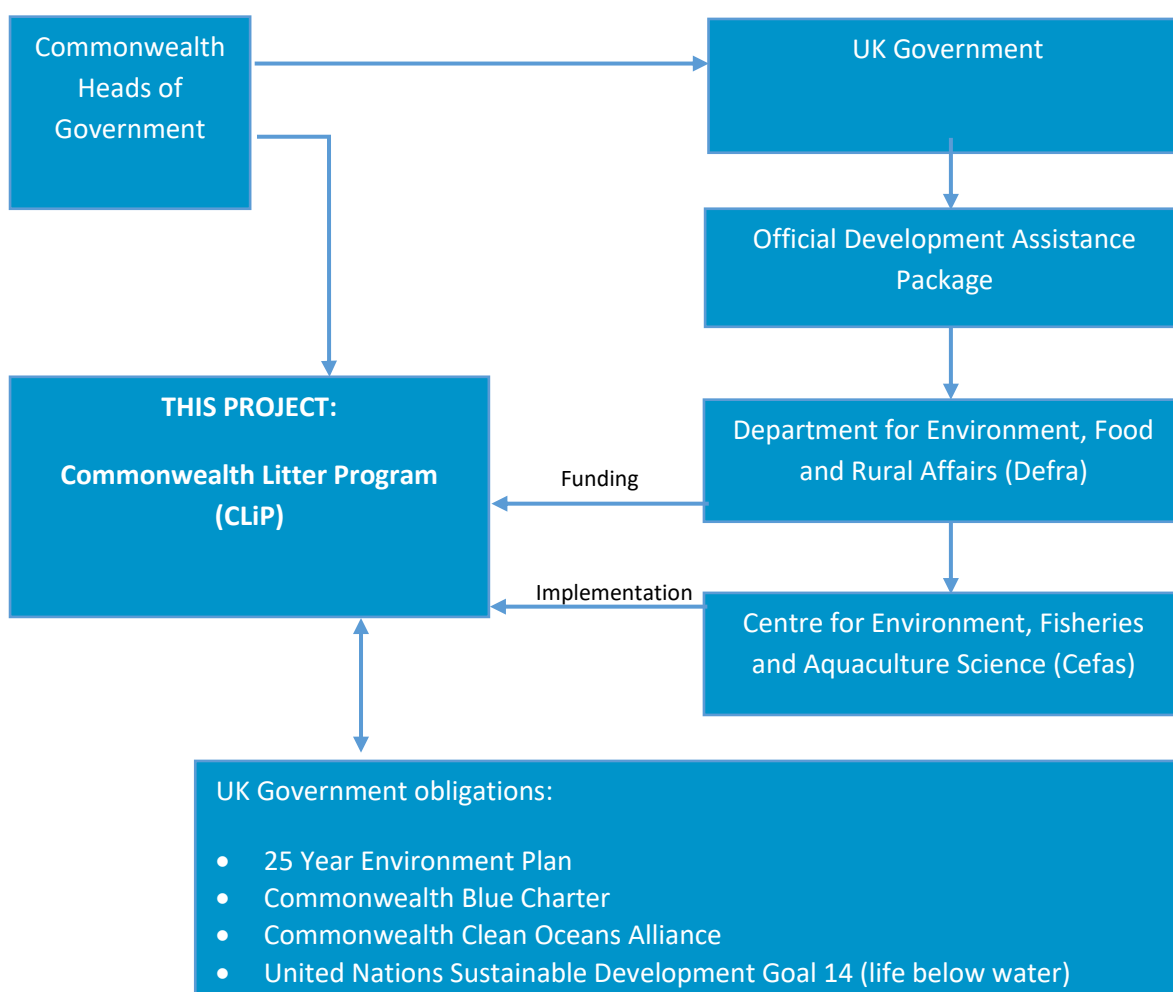 Commonwealth
Heads of
Government
UK Government
Official Development Assistance
Package
THIS PROJECT:
Commonwealth Litter Program
(CLiP)
Funding
Department for Environment, Food
and Rural Affairs (Defra)
Implementation
Centre for Environment, Fisheries
and Aquaculture Science (Cefas)
UK Government obligations:
• 25 Year Environment Plan
• Commonwealth Blue Charter
• Commonwealth Clean Oceans Alliance
• United Nations Sustainable Development Goal 14 (life below water)